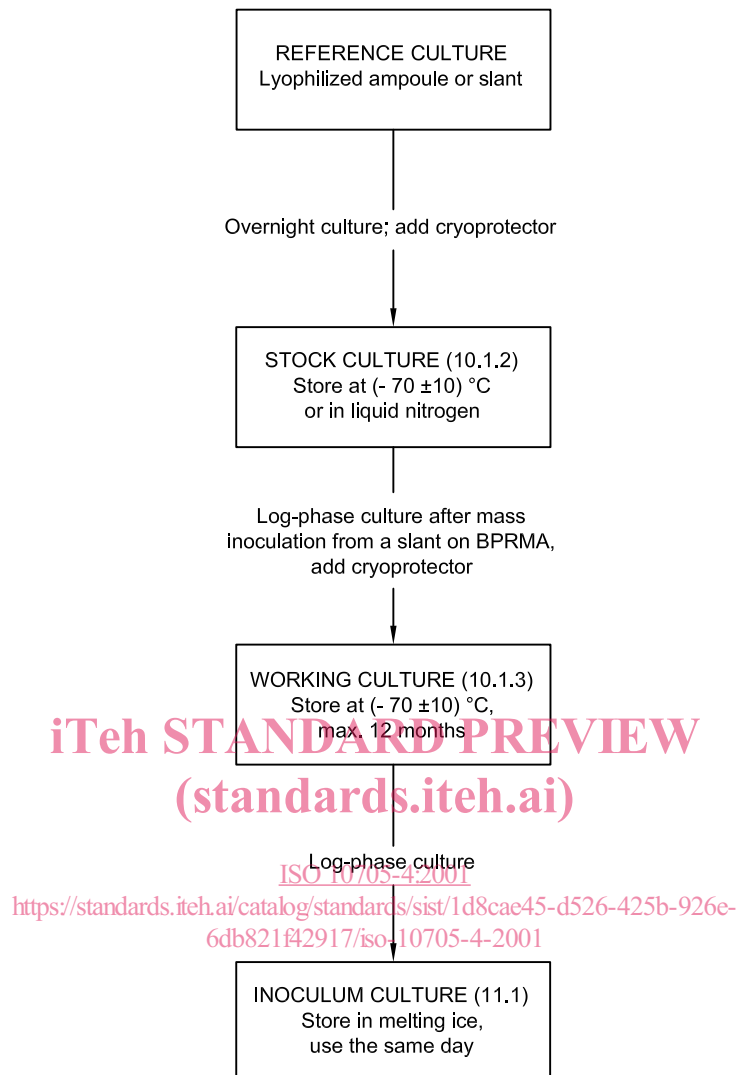 REFERENCE CULTURE
Lyophilized ampoule or slant
Overnight culture; add cryoprotector
STOCK CULTURE (10.1.2)
Store at (- 70 ±10) °C
or in liquid nitrogen
Log-phase culture after mass
inoculation from a slant on BPRMA,
add cryoprotector
WORKING CULTURE (10.1.3)
Store at (- 70 ±10) °C,
max. 12 months
iTeh STANDARD PREVIEW
(standards.iteh.ai)
Log-phase culture
ISO 10705-4:2001
https://standards.iteh.ai/catalog/standards/sist/1d8cae45-d526-425b-926e-
6db821f42917/iso-10705-4-2001
INOCULUM CULTURE (11.1)
Store in melting ice,
use the same day